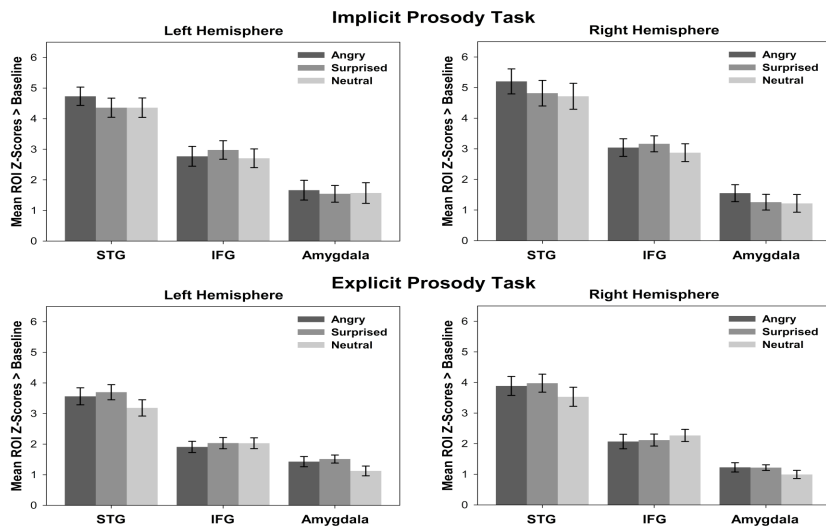 Implicit Prosody Task
Left Hemisphere
Mean ROI Z-Scores > Baseline
6
5
4
3
2
1
0
Angry
Surprised
Neutral
STG IFG Amygdala
Right Hemisphere
Mean ROI Z-Scores > Baseline
6
5
4
3
2
1
0
Angry
Surprised
Neutral
STG IFG Amygdala
Explicit Prosody Task
Left Hemisphere
Mean ROI Z-Scores > Baseline
6
5
4
3
2
1
0
Angry
Surprised
Neutral
STG IFG Amygdala
Right Hemisphere
Mean ROI Z-Scores > Baseline
6
5
4
3
2
1
0
Angry
Surprised
Neutral
STG IFG Amygdala